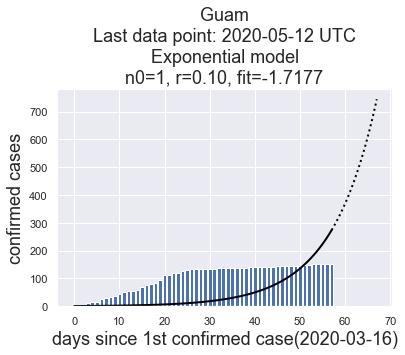 Guam
Last data point: 2020-05-12 UTC
Exponential model
n0=1, r=0.10, fit=-1.7177
700
600
500
400
300
200
100
0
confirmed cases
0 10 20 30 40 50 60 70
days since 1st confirmed case(2020-03-16)